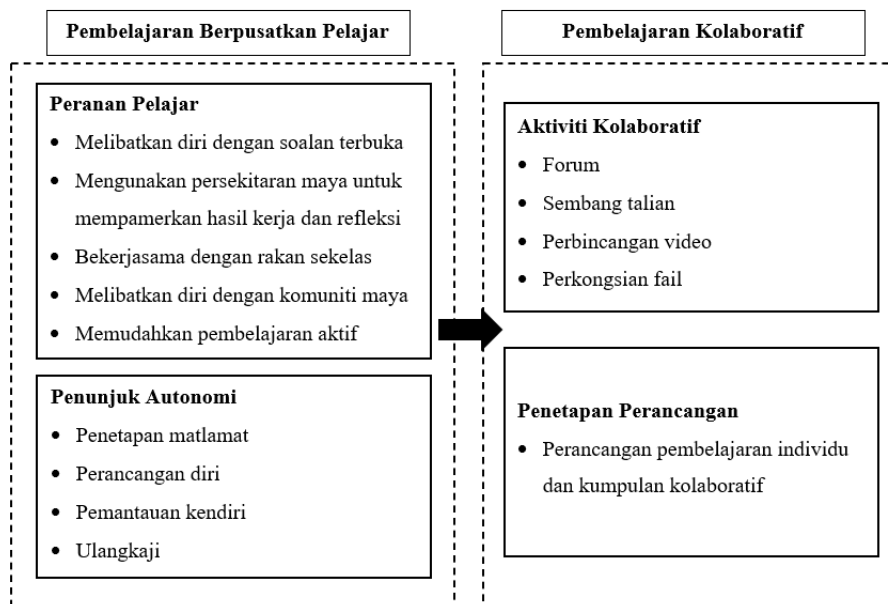 Pembelajaran Berpusatkan Pelajar
Peranan Pelajar
• Melibatkan diri dengan soalan terbuka
• Mengunakan persekitaran maya untuk
mempamerkan hasil kerja dan refleksi
• Bekerjasama dengan rakan sekelas
• Melibatkan diri dengan komuniti maya
• Memudahkan pembelajaran aktif
Penunjuk Autonomi
• Penetapan matlamat
• Perancangan diri
• Pemantauan kendiri
• Ulangkaji
Pembelajaran Kolaboratif
Aktiviti Kolaboratif
• Forum
• Sembang talian
• Perbincangan video
• Perkongsian fail
Penetapan Perancangan
• Perancangan pembelajaran individu
dan kumpulan kolaboratif